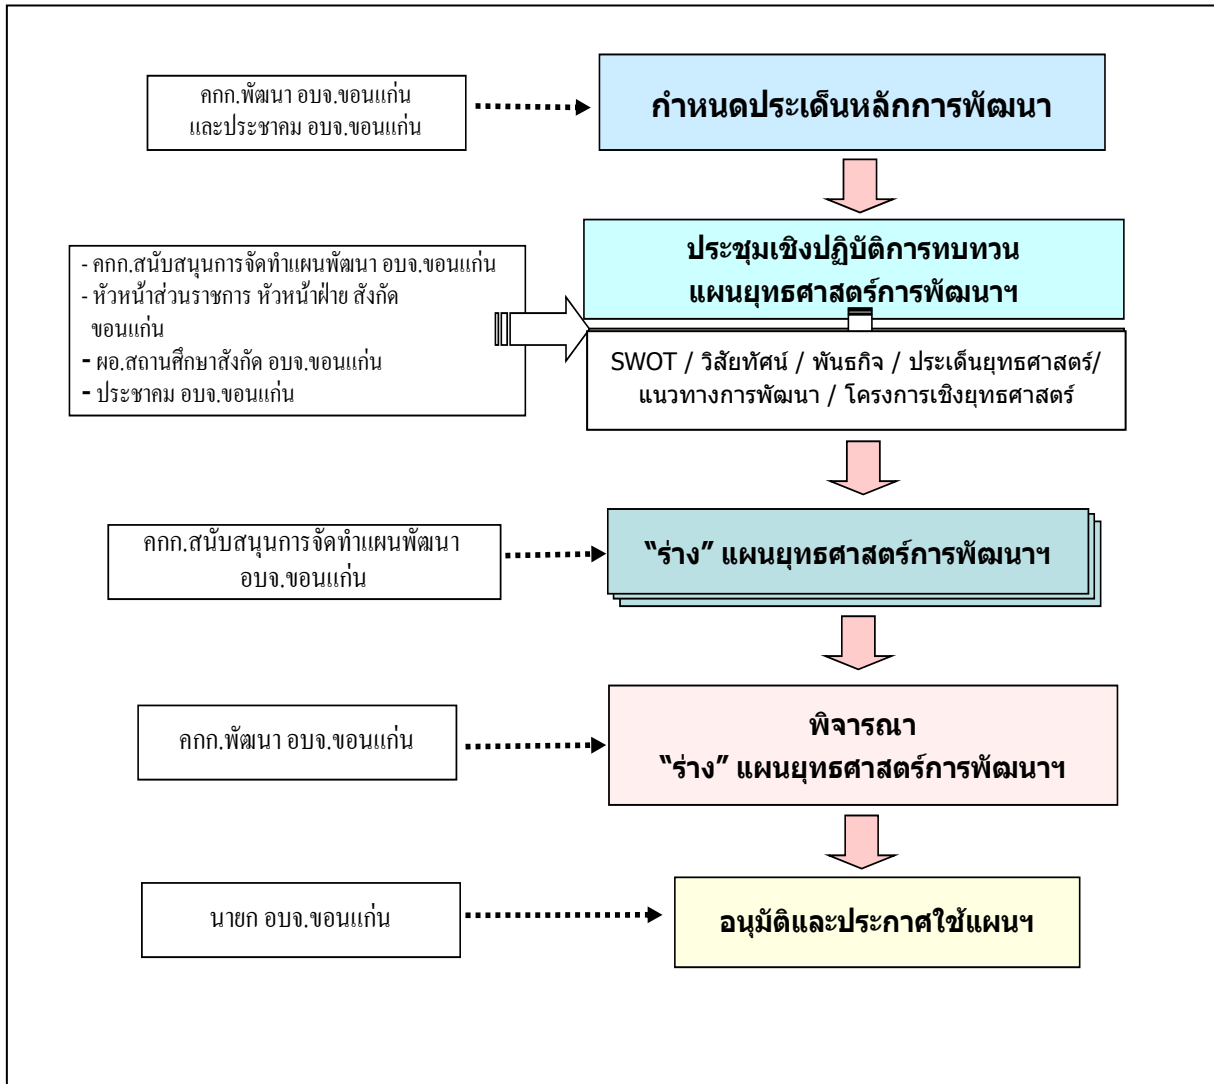 คกก.พัฒนา อบจ.ขอนแก่น
และประชาคม อบจ.ขอนแก่น
กำหนดประเด็นหลักการพัฒนา
- คกก.สนับสนุนการจัดทำแผนพัฒนา อบจ.ขอนแก่น
- หัวหน้าส่วนราชการ หัวหน้าฝ่าย สังกัด
ขอนแก่น
- ผอ.สถานศึกษาสังกัด อบจ.ขอนแก่น
- ประชาคม อบจ.ขอนแก่น
ประชุมเชิงปฏิบัติการทบทวน
แผนยุทธศาสตร์การพัฒนาฯ
SWOT / วิสัยทัศน์ / พันธกิจ / ประเด็นยุทธศาสตร์/
แนวทางการพัฒนา / โครงการเชิงยุทธศาสตร์
คกก.สนับสนุนการจัดทำแผนพัฒนา
อบจ.ขอนแก่น
“ร่าง” แผนยุทธศาสตร์การพัฒนาฯ
คกก.พัฒนา อบจ.ขอนแก่น
พิจารณา
“ร่าง” แผนยุทธศาสตร์การพัฒนาฯ
นายก อบจ.ขอนแก่น
อนุมัติและประกาศใช้แผนฯ